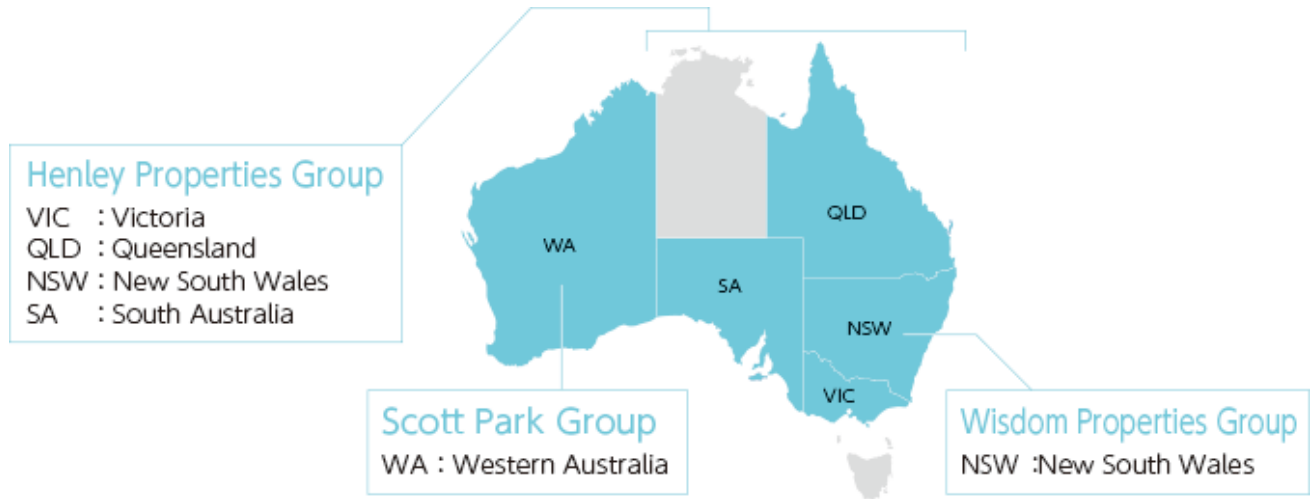 Henley Properties Group
VIC : Victoria
QLD : Queensland
NSW : New South Wales
SA : South Australia
WA
QLD
SA
NSW
VIC
Scott Park Group
WA : Western Australia
Wisdom Properties Group
NSW :New South Wales